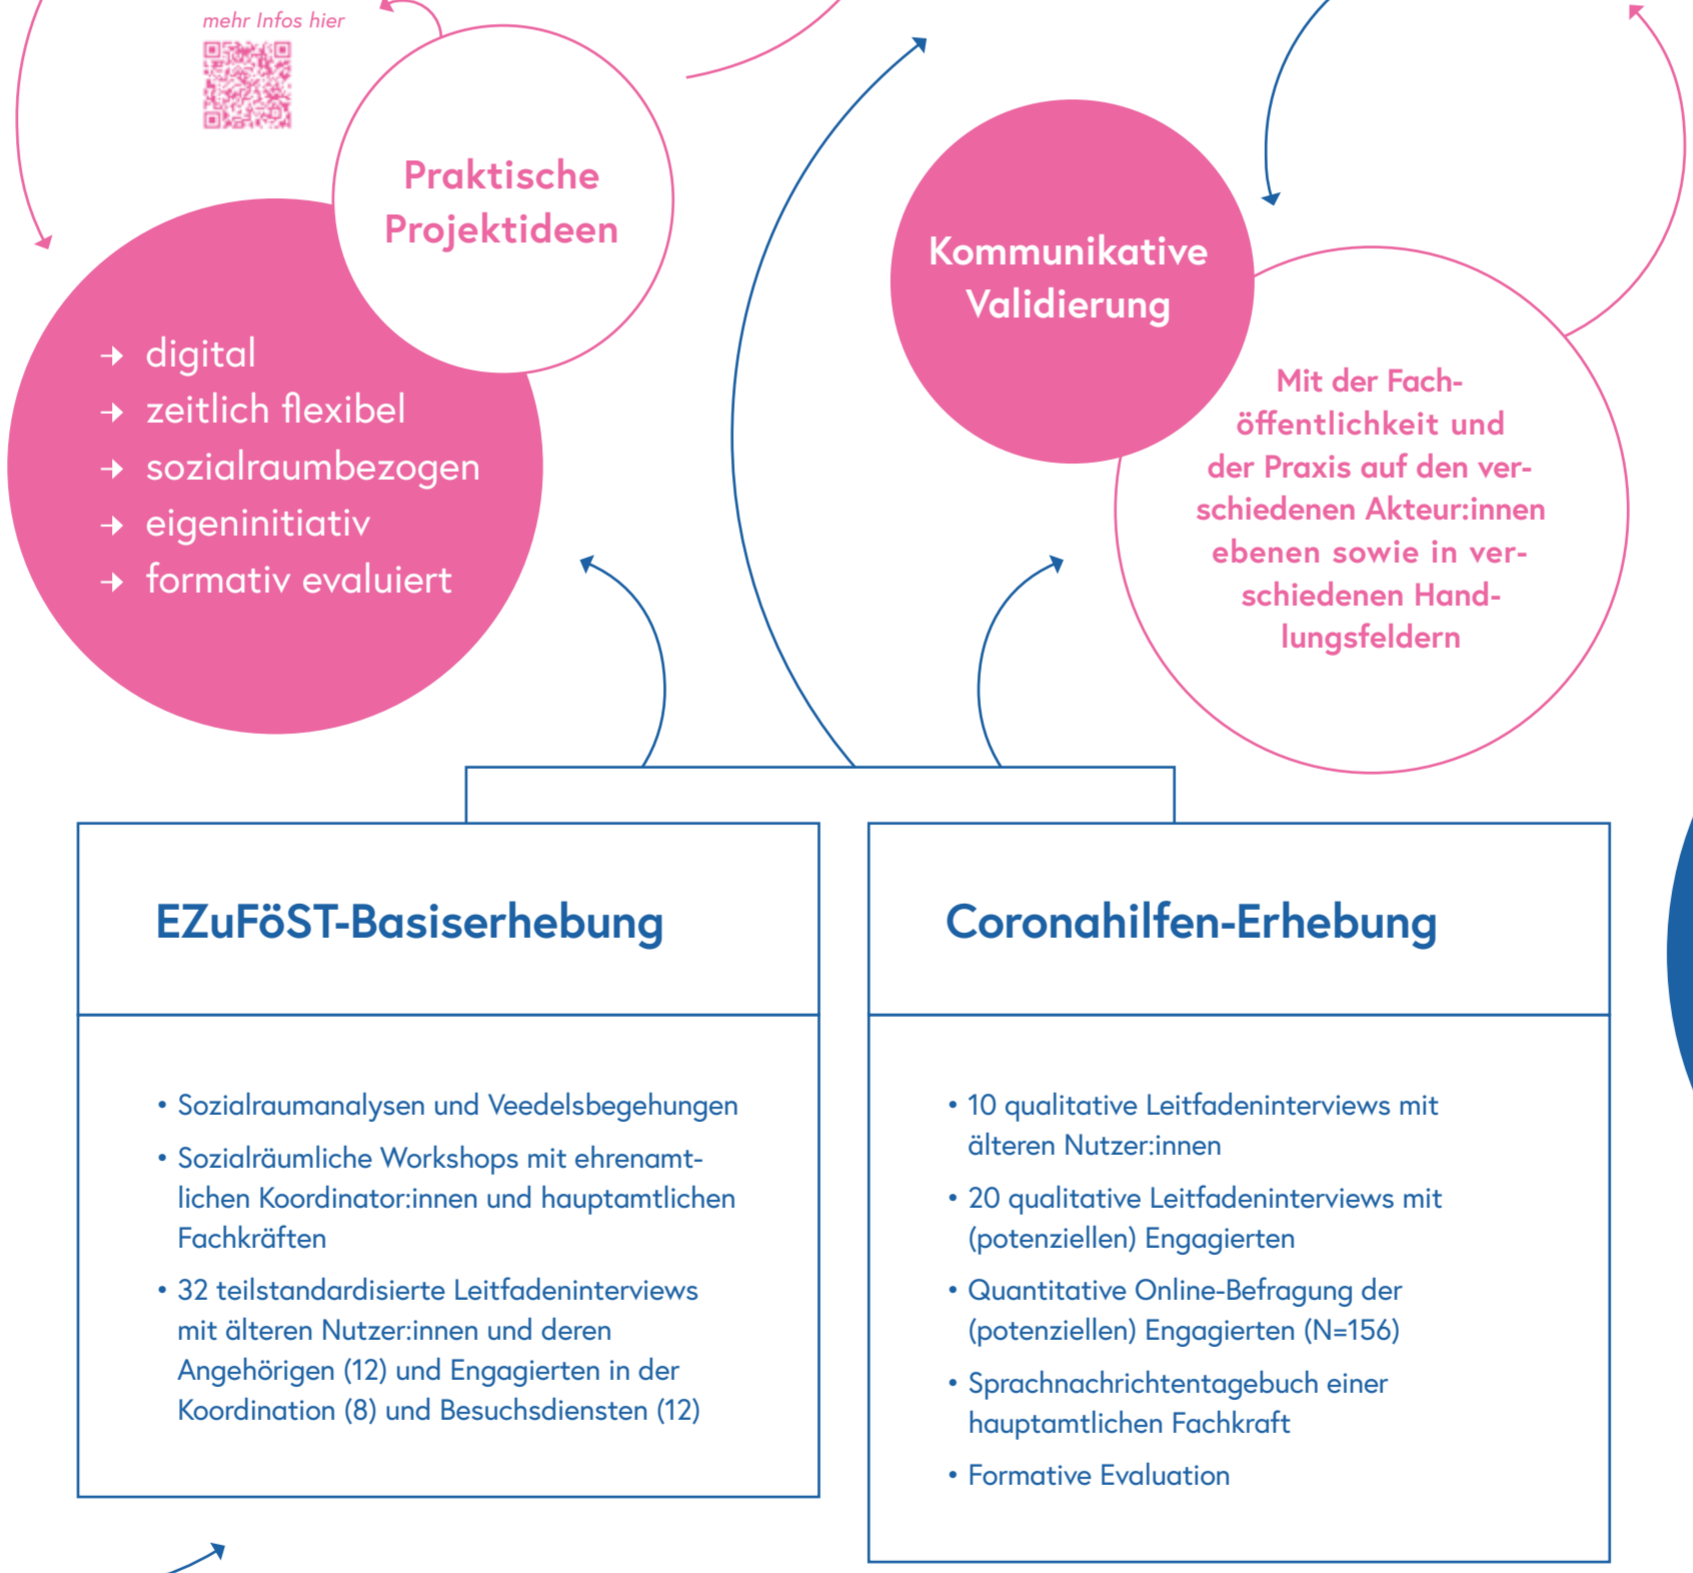 mehr Infos hier
Praktische
Projektideen
→ digital
→ zeitlich flexibel
→ sozialraumbezogen
→ eigeninitiativ
→ formativ evaluiert
Kommunikative
Validierung
Mit der Fach-
öffentlichkeit und
der Praxis auf den ver-
schiedenen Akteur:innen
ebenen sowie in ver-
schiedenen Hand-
lungsfeldern
EZuFöST-Basiserhebung
• Sozialraumanalysen und Veedelsbegehungen
• Sozialräumliche Workshops mit ehrenamt-
lichen Koordinator:innen und hauptamtlichen
Fachkräften
• 32 teilstandardisierte Leitfadeninterviews
mit älteren Nutzer:innen und deren
Angehörigen (12) und Engagierten in der
Koordination (8) und Besuchsdiensten (12)
Coronahilfen-Erhebung
• 10 qualitative Leitfadeninterviews mit
älteren Nutzer:innen
• 20 qualitative Leitfadeninterviews mit
(potenziellen) Engagierten
• Quantitative Online-Befragung der
(potenziellen) Engagierten (N=156)
• Sprachnachrichtentagebuch einer
hauptamtlichen Fachkraft
• Formative Evaluation